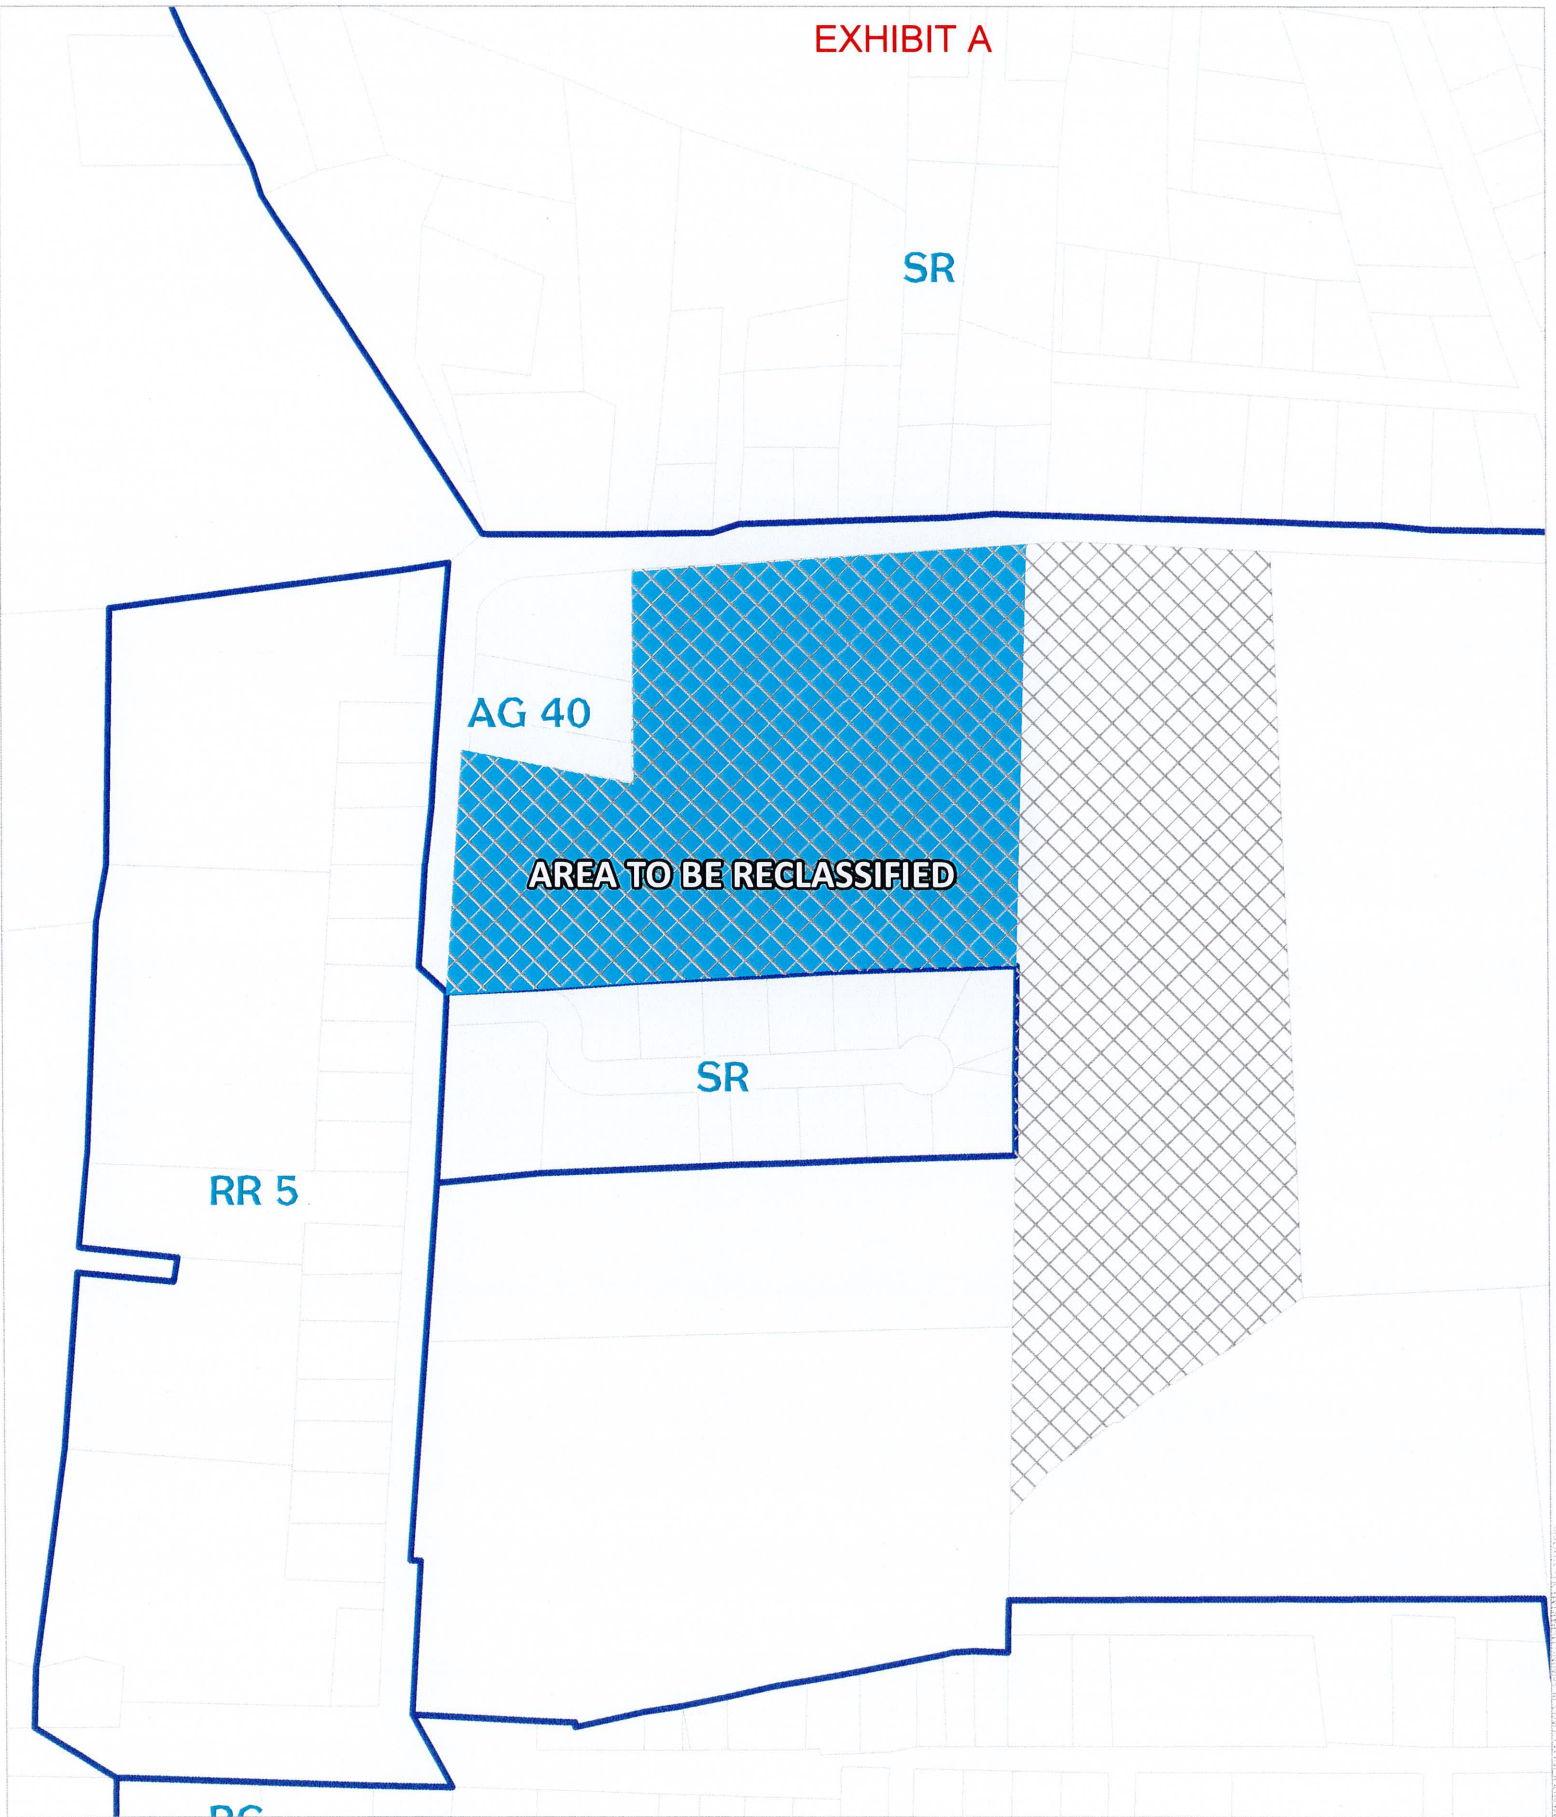 EXHIBIT A
SR
AG 40
AREA TO BE RECLASSIFIED
SR
RR 5